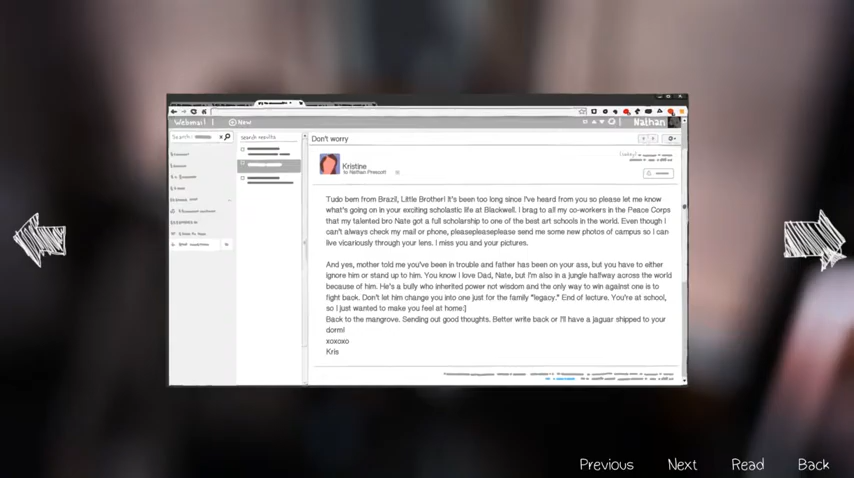 Webmail | New
Nathan
Search:
search results
Don't worry
Kristine
by Nathan Prescott
Tudo bem from Brazil, Little Brother! It's been too long since I've heard from you so please let me know
what's going on in your exciting scholastic life at Blackwell. I brag to all my co-workers in the Peace Corps
that my talented bro Nate got a full scholarship to one of the best art schools in the world. Even though I
can't always check my mail or phone, pleasepleaseplease send me some new photos of campus so I can
live vicariously through your lens. I miss you and your pictures.
And yes, mother told me you've been in trouble and father has been on your ass, but you have to either
ignore him or stand up to him. You know I love Dad, Nate, but I'm also in a jungle halfway across the world
because of him. He's a bully who inherited power not wisdom and the only way to win against one is to
fight back. Don't let him change you into one just for the family "legacy." End of lecture. You're at school,
so I just wanted to make you feel at home:]
Back to the mangrove. Sending out good thoughts. Better write back or I'll have a jaguar shipped to your
dorm!
xoxoxo
Kris
Previous Next Read Back